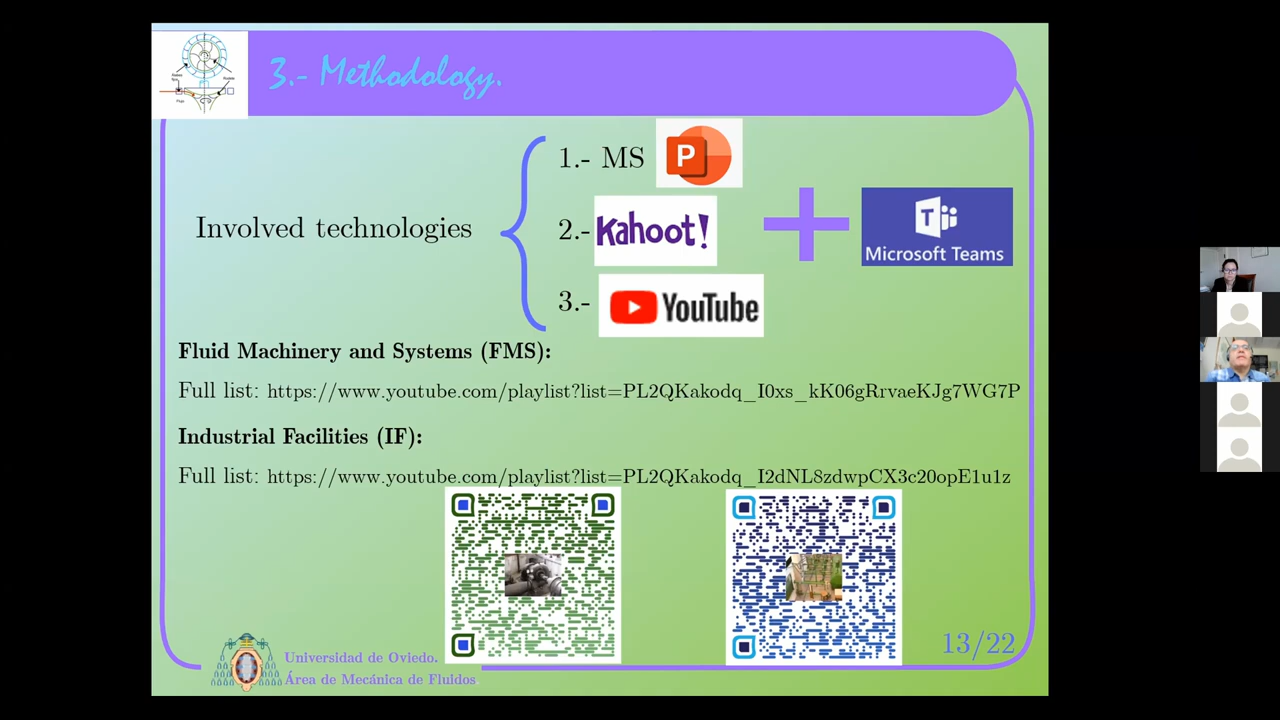 3.- Methodology.
Involved technologies
1.- MS P
2.- Kahoot!
3.- YouTube
T
Microsoft Teams
Fluid Machinery and Systems (FMS):
Full list: https://www.youtube.com/playlist?list=PL2QKakodq_I0xs_kK06gRrvaeKJg7WG7P
Industrial Facilities (IF):
Full list: https://www.youtube.com/playlist?list=PL2QKakodq_I2dNL8zdwpCX3c20opE1u1z
13/22
Universidad de Oviedo.
Área de Mecánica de Fluidos